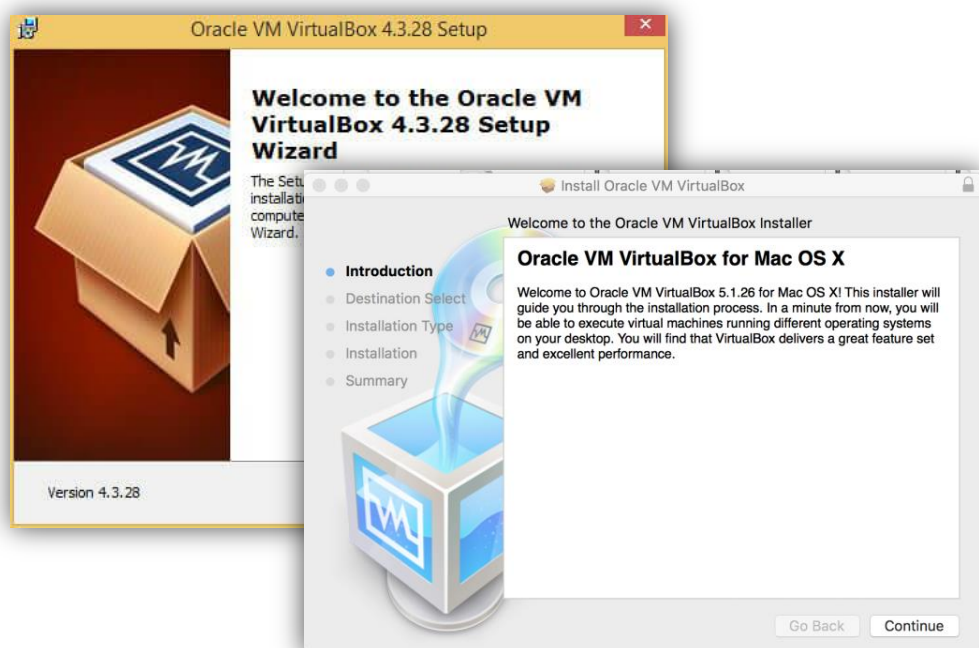 Oracle VM VirtualBox 4.3.28 Setup
Welcome to the Oracle VM
VirtualBox 4.3.28 Setup
Wizard
The Setu
installati
compute
Wizard.
Version 4.3.28
Install Oracle VM VirtualBox
Welcome to the Oracle VM VirtualBox Installer
Introduction
Destination Select
Installation Type
Installation
Summary
Oracle VM VirtualBox for Mac OS X
Welcome to Oracle VM VirtualBox 5.1.26 for Mac OS X! This installer will
guide you through the installation process. In a minute from now, you will
be able to execute virtual machines running different operating systems
on your desktop. You will find that VirtualBox delivers a great feature set
and excellent performance.
Go Back
Continue